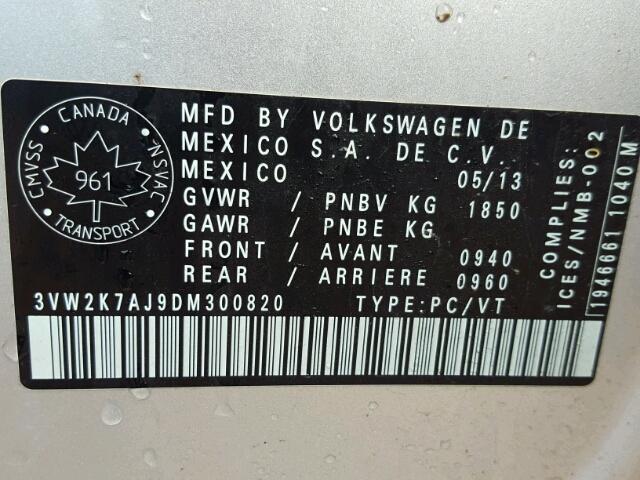 CANADA
CMVSS
NSVAC
961
TRANSPORT
MFD BY VOLKSWAGEN DE
MEXICO S.A. DE C.V.
MEXICO 05/13
GVWR / PNBV KG 1850
GAWR / PNBE KG
FRONT / AVANT 0940
REAR / ARRIERE 0960
3VW2K7AJ9DM300820 TYPE:PC/VT
COMPLIES:
ICES/NMB-002
1946661 1040 M